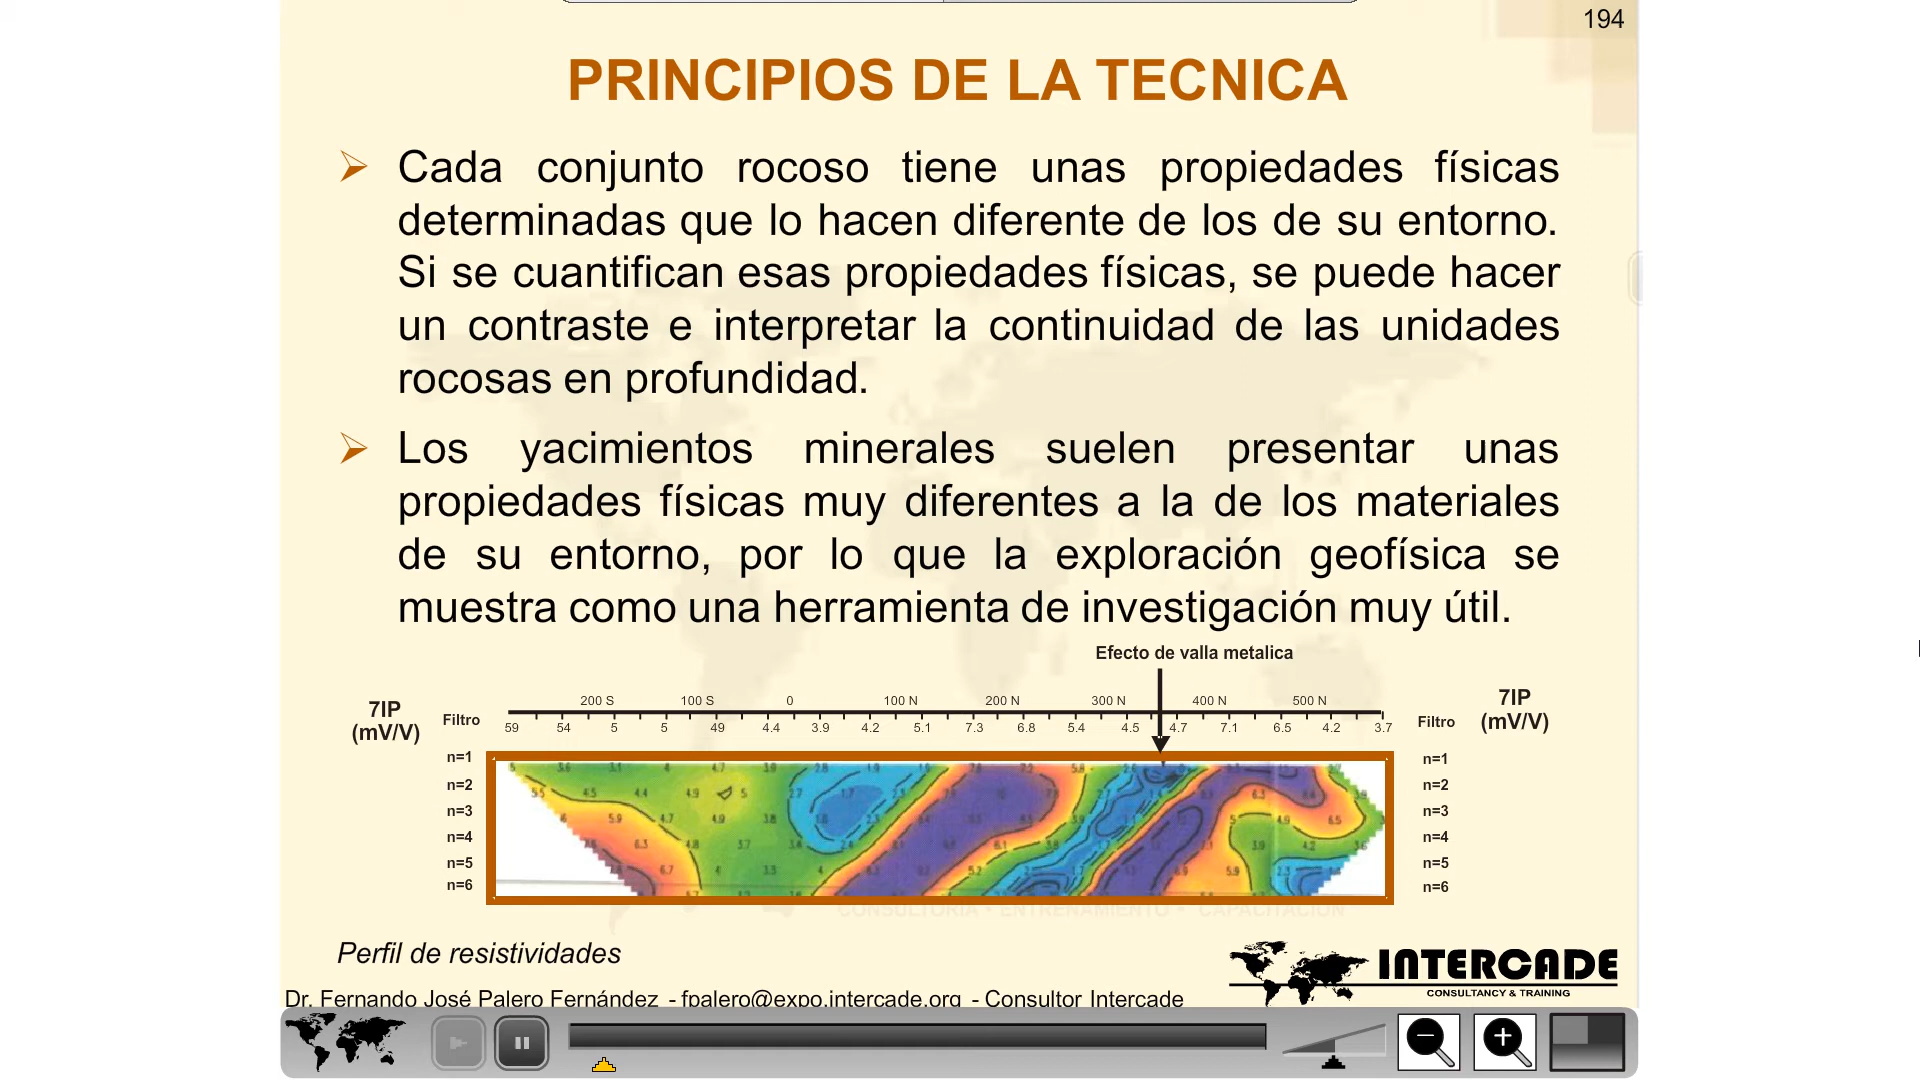 194
PRINCIPIOS DE LA TECNICA
Cada conjunto rocoso tiene unas propiedades físicas
determinadas que lo hacen diferente de los de su entorno.
Si se cuantifican esas propiedades físicas, se puede hacer
un contraste e interpretar la continuidad de las unidades
rocosas en profundidad.
Los yacimientos minerales suelen presentar unas
propiedades físicas muy diferentes a la de los materiales
de su entorno, por lo que la exploración geofísica se
muestra como una herramienta de investigación muy útil.
Efecto de valla metalica
200 S 100 S 0 100 N 200 N 300 N 400 N 500 N
7IP
(mV/V)
Filtro
59 54 5 5 49 4.4 3.9 4.2 5.1 7.3 6.8 5.4 4.5 4.7 7.1 6.5 4.2 3.7
Filtro
7IP
(mV/V)
n=1
n=2
n=3
n=4
n=5
n=6
n=1
n=2
n=3
n=4
n=5
n=6
CONSULTORIA - ENTRENAMIENTO - CAPACITACION
Perfil de resistividades
INTERCADE
CONSULTANCY & TRAINING
Dr. Fernando José Palero Fernández - fpalero@expo.intercade.org - Consultor Intercade